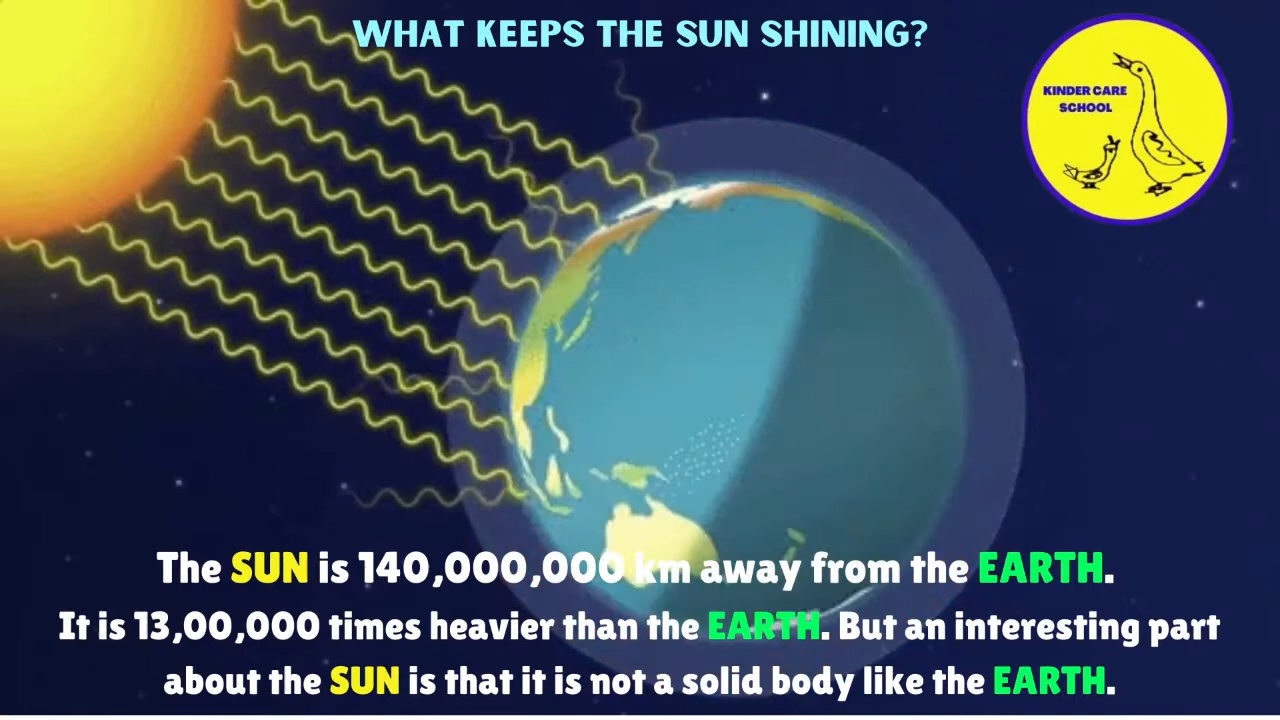 WHAT KEEPS THE SUN SHINING?
KINDER CARE
SCHOOL
The SUN is 140,000,000 km away from the EARTH.
It is 13,00,000 times heavier than the EARTH. But an interesting part
about the SUN is that it is not a solid body like the EARTH.